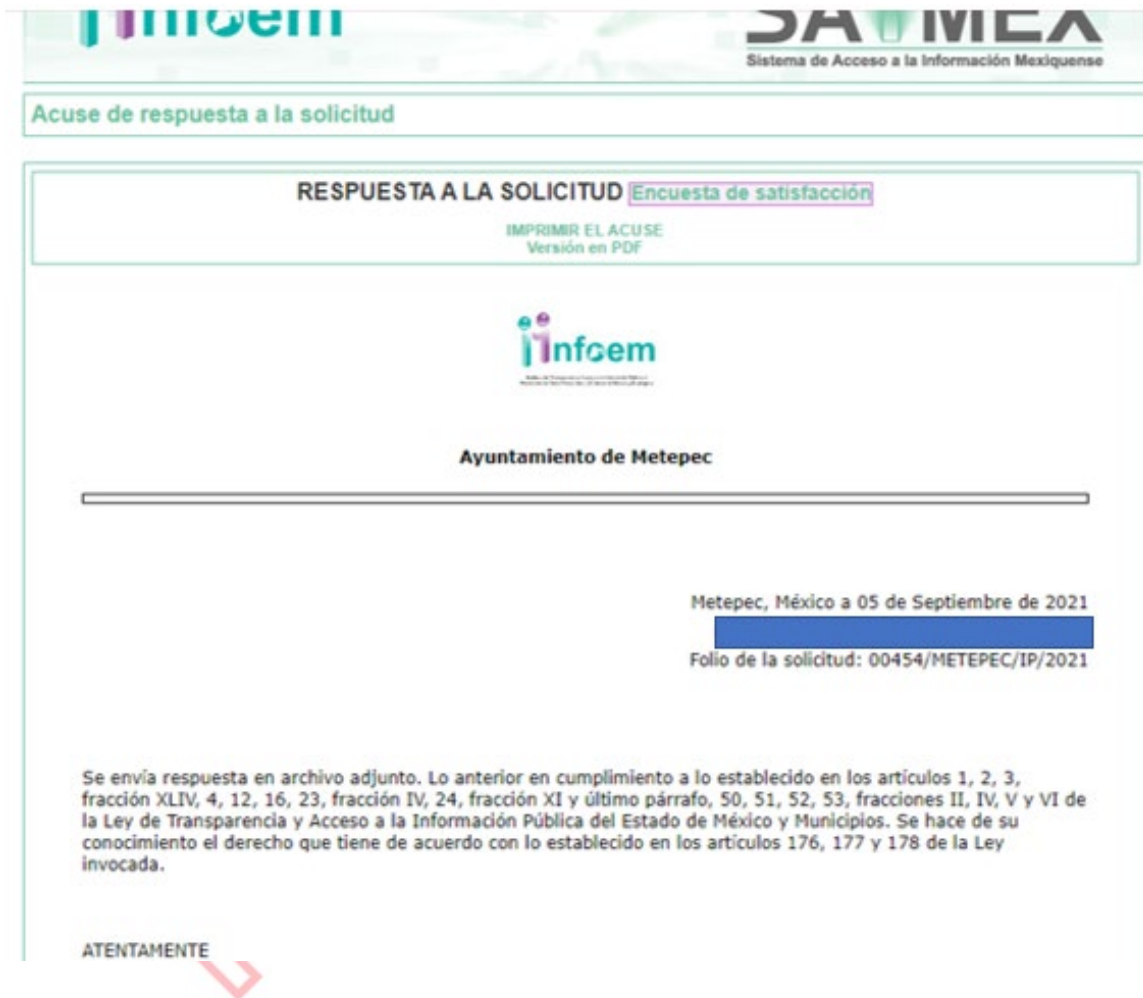 infoem
SAIMEX
Sistema de Acceso a la Información Mexiquense
Acuse de respuesta a la solicitud
RESPUESTA A LA SOLICITUD Encuesta de satisfacción
IMPRIMIR EL ACUSE
Versión en PDF
infoem
Ayuntamiento de Metepec
Metepec, México a 05 de Septiembre de 2021
Folio de la solicitud: 00454/METEPEC/IP/2021
Se envía respuesta en archivo adjunto. Lo anterior en cumplimiento a lo establecido en los artículos 1, 2, 3,
fracción XLIV, 4, 12, 16, 23, fracción IV, 24, fracción XI y último párrafo, 50, 51, 52, 53, fracciones II, IV, V y VI de
la Ley de Transparencia y Acceso a la Información Pública del Estado de México y Municipios. Se hace de su
conocimiento el derecho que tiene de acuerdo con lo establecido en los artículos 176, 177 y 178 de la Ley
invocada.
ATENTAMENTE